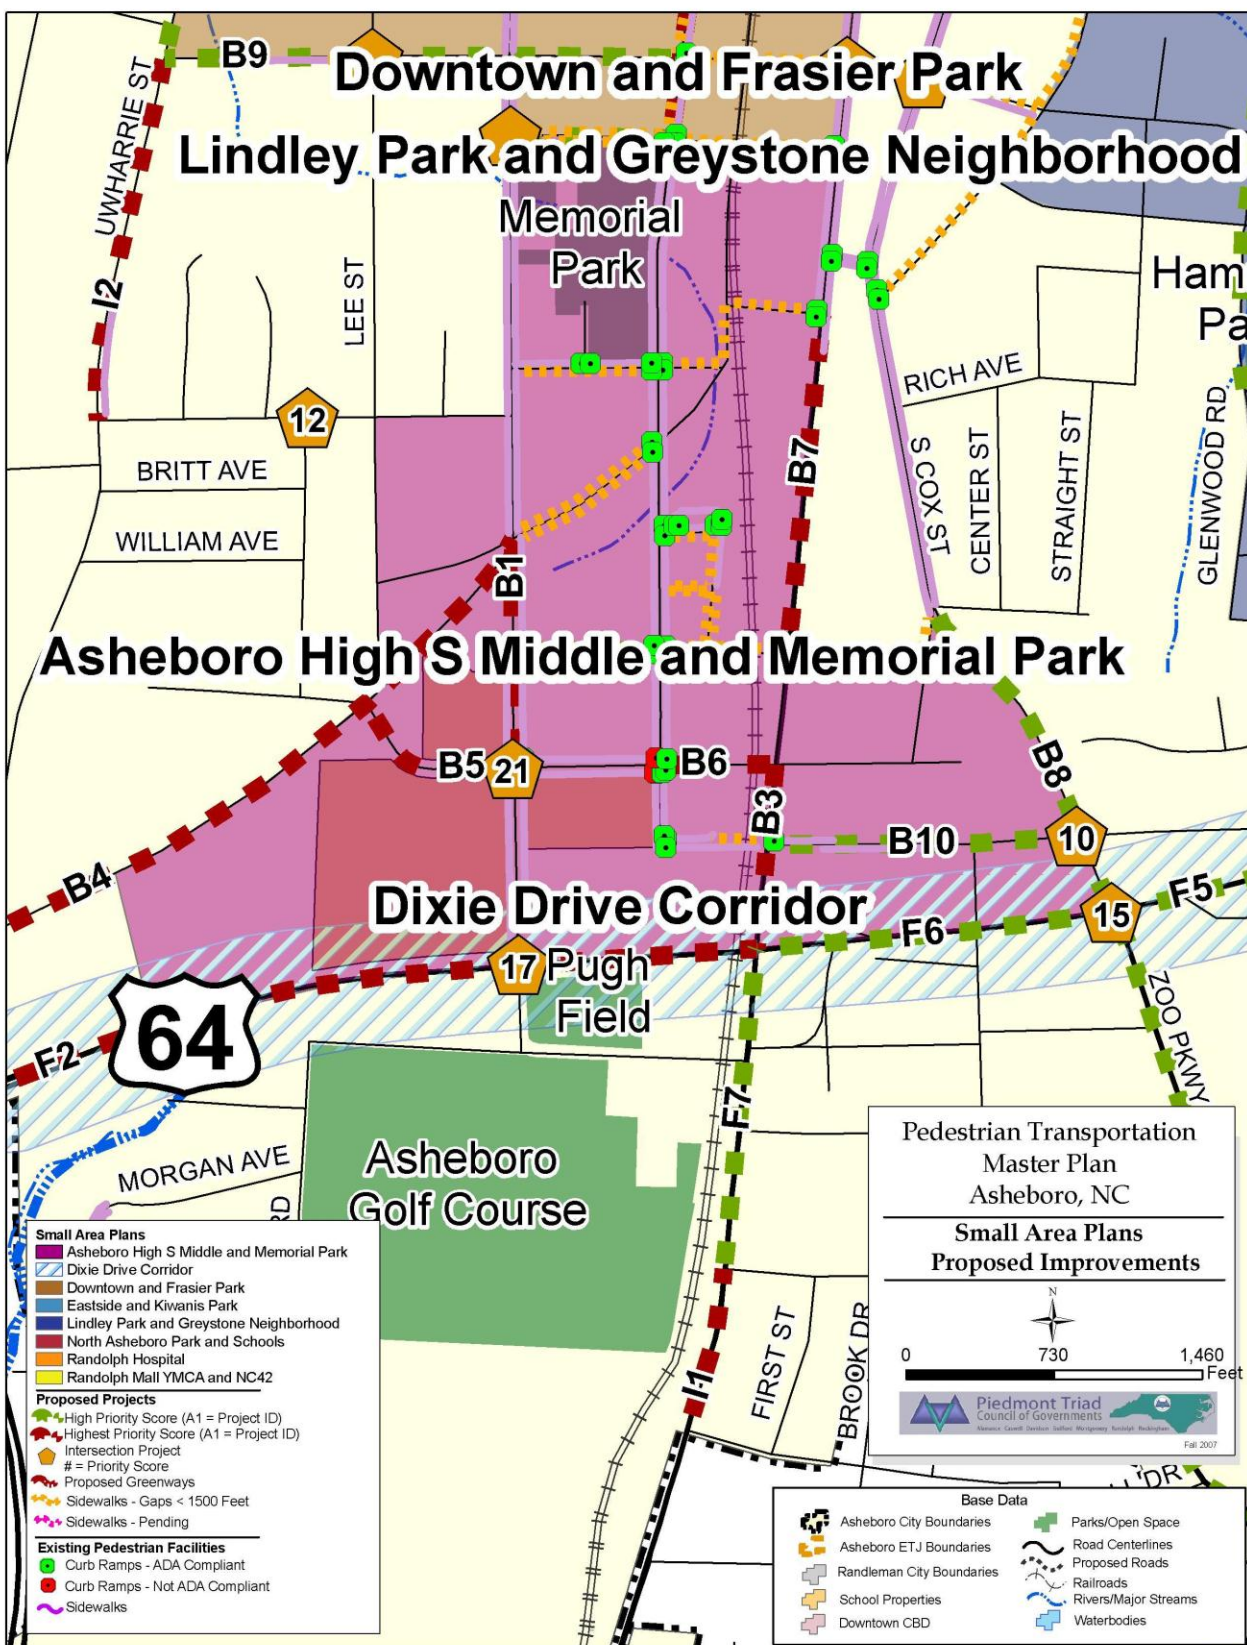 B9
Downtown and Frasier Park
UWHARRIE ST
Lindley Park and Greystone Neighborhood
Memorial
Park
Ham
Pa
I2
LEE ST
RICH AVE
12
BRITT AVE
WILLIAM AVE
B1
B7
S COX ST
CENTER ST
STRAIGHT ST
GLENWOOD RD
Asheboro High S Middle and Memorial Park
B5
21
B6
B3
B8
B10
10
B4
Dixie Drive Corridor
17
Pugh
Field
F6
15
F5
64
F2
ZOO PKWY
F7
MORGAN AVE
RD
Asheboro
Golf Course
I1
FIRST ST
BROOK DR
DR
Pedestrian Transportation
Master Plan
Asheboro, NC
Small Area Plans
Proposed Improvements
N
0 730 1,460
Feet
Piedmont Triad
Council of Governments
Fall 2007
Small Area Plans
Asheboro High S Middle and Memorial Park
Dixie Drive Corridor
Downtown and Frasier Park
Eastside and Kiwanis Park
Lindley Park and Greystone Neighborhood
North Asheboro Park and Schools
Randolph Hospital
Randolph Mall YMCA and NC42
Proposed Projects
High Priority Score (A1 = Project ID)
Highest Priority Score (A1 = Project ID)
Intersection Project
# = Priority Score
Proposed Greenways
Sidewalks - Gaps < 1500 Feet
Sidewalks - Pending
Existing Pedestrian Facilities
Curb Ramps - ADA Compliant
Curb Ramps - Not ADA Compliant
Sidewalks
Base Data
Asheboro City Boundaries
Asheboro ETJ Boundaries
Randleman City Boundaries
School Properties
Downtown CBD
Parks/Open Space
Road Centerlines
Proposed Roads
Railroads
Rivers/Major Streams
Waterbodies